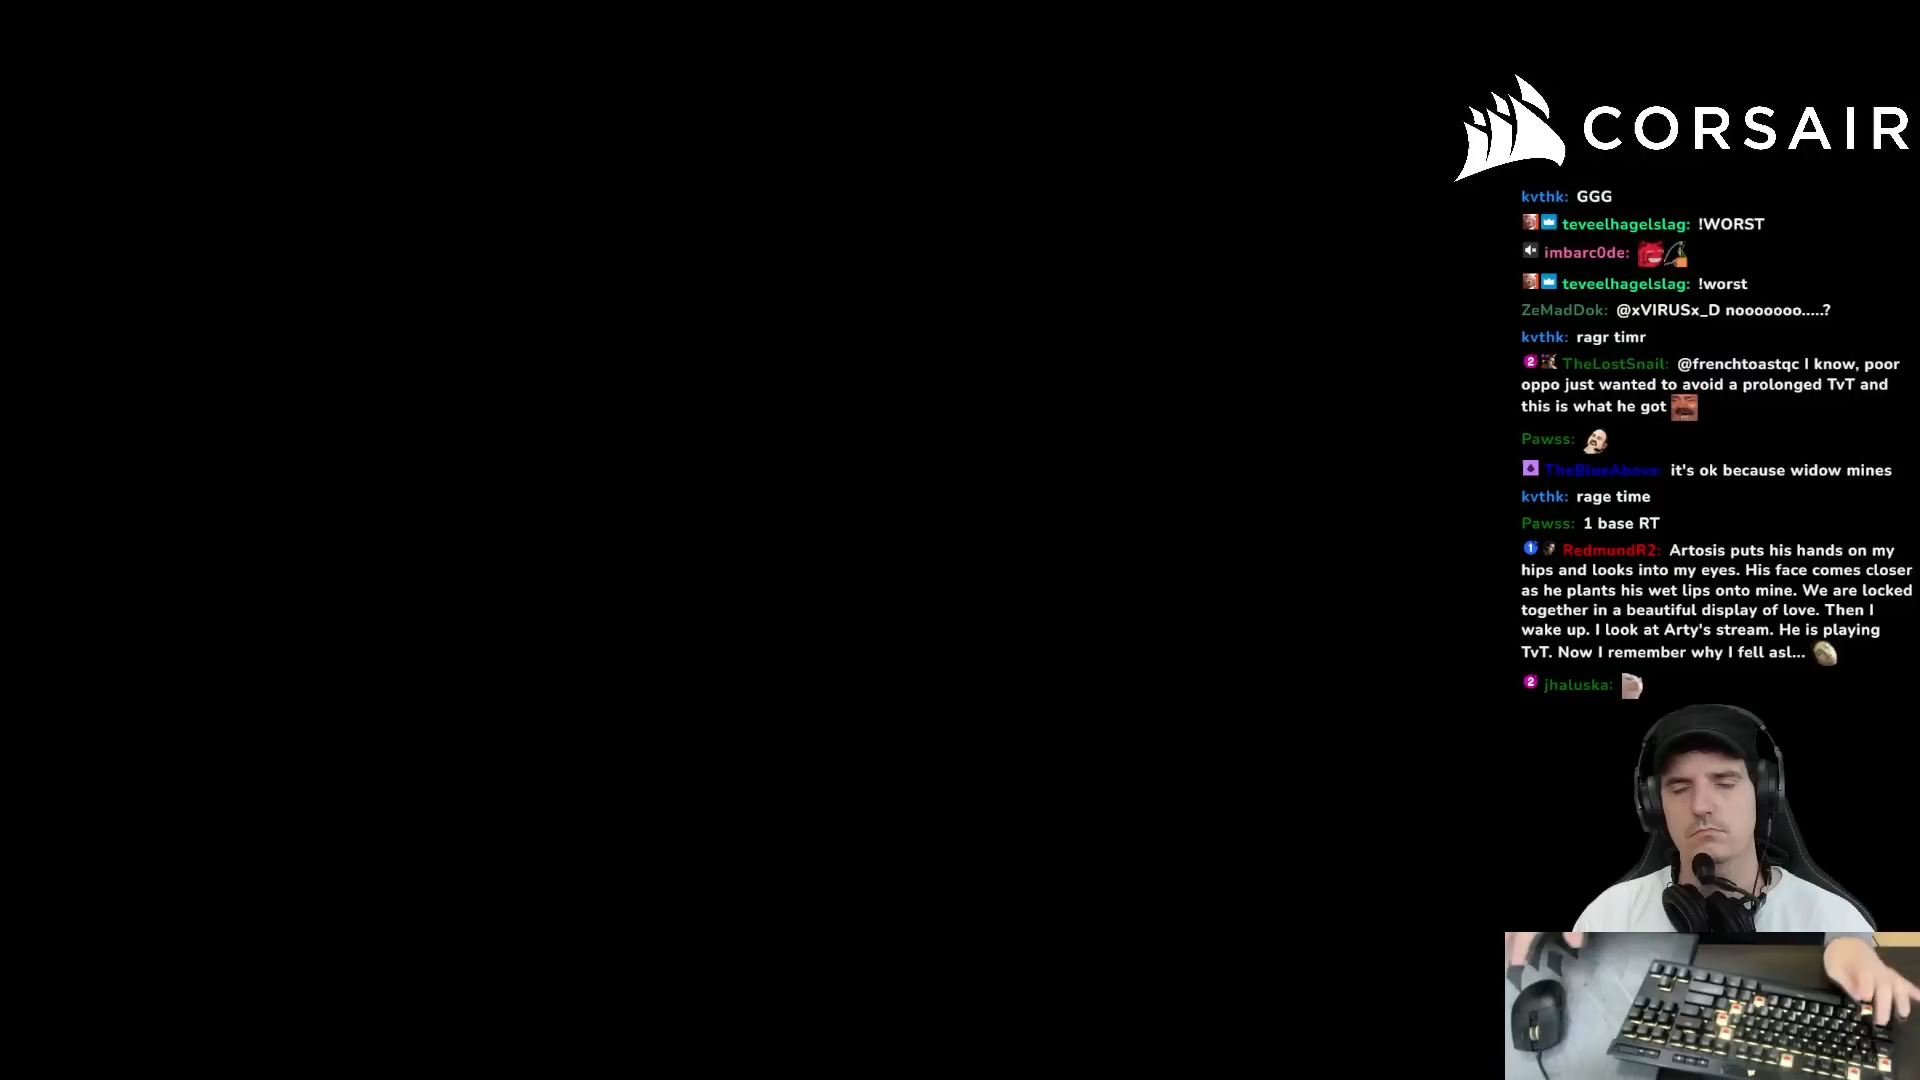 CORSAIR
kvthk: GGG
teveelhagelslag: !WORST
imbarc0de:
teveelhagelslag: !worst
ZeMadDok: @xVIRUSx_D nooooooo.....?
kvthk: ragr timr
2 TheLostSnail: @frenchtoastqc I know, poor
oppo just wanted to avoid a prolonged TvT and
this is what he got
Pawss:
TheBlueAbove: it's ok because widow mines
kvthk: rage time
Pawss: 1 base RT
1 RedmundR2: Artosis puts his hands on my
hips and looks into my eyes. His face comes closer
as he plants his wet lips onto mine. We are locked
together in a beautiful display of love. Then I
wake up. I look at Arty's stream. He is playing
TvT. Now I remember why I fell asl...
2 jhaluska: